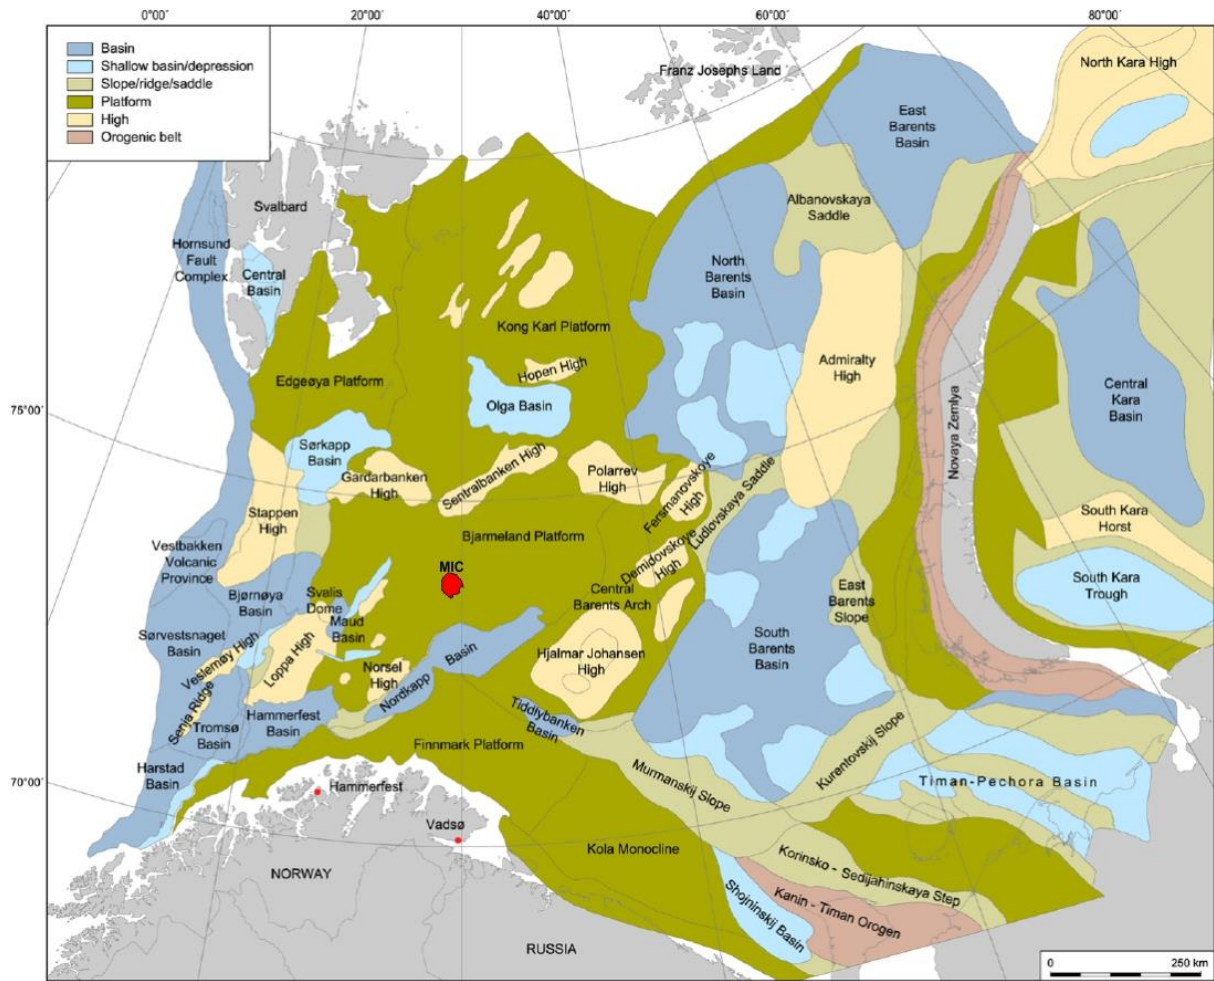 0°00´
20°00´
40°00´
60°00´
80°00´
Basin
Shallow basin/depression
Slope/ridge/saddle
Platform
High
Orogenic belt
Franz Josephs Land
North Kara High
East
Barents
Basin
Svalbard
Albanovskaya
Saddle
Hornsund
Fault
Complex
Central
Basin
North
Barents
Basin
Kong Karl Platform
Admiralty
High
Hopen High
Edgeøya Platform
Olga Basin
Central
Kara
Basin
75°00´
Novaya Zemlya
Sørkapp
Basin
Gardarbanken
High
Sentralbanken High
Polarrev
High
Fersmanovskoye
High
Ludlovskaya Saddle
Stappen
High
South Kara
Horst
Bjarmeland Platform
Vestbakken
Volcanic
Province
MIC
Demidovskoye
High
South Kara
Trough
Bjørnøya
Basin
Svalis
Dome
Maud
Basin
Central
Barents Arch
East
Barents
Slope
Sørvestsnaget
Basin
Veslemøy High
Loppa High
Norsel
High
Nordkapp
Basin
Hjalmar Johansen
High
South
Barents
Basin
Senja Ridge
Tromsø
Basin
Hammerfest
Basin
Tiddlybanken
Basin
Finnmark Platform
Harstad
Basin
Murmanskij Slope
Kurentovskij Slope
Timan-Pechora Basin
70°00´
Hammerfest
Vadsø
Kola Monocline
Korinsko - Sedijahinskaya Step
NORWAY
Shojninskij Basin
Kanin - Timan Orogen
RUSSIA
0
250 km